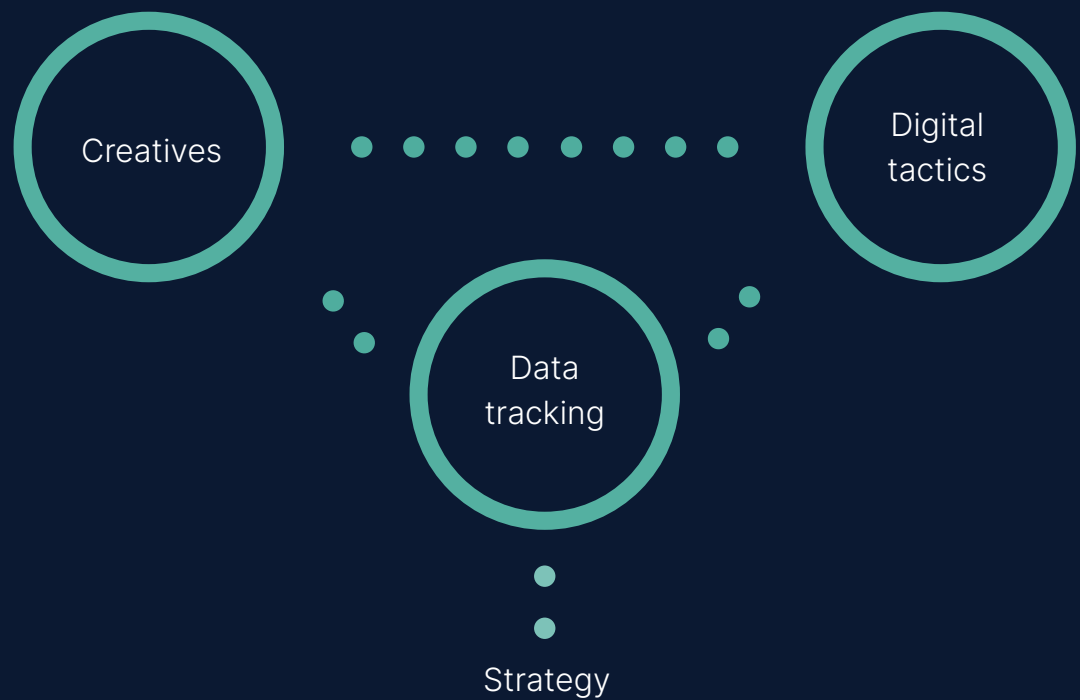 Creatives
Digital
tactics
Data
tracking
Strategy